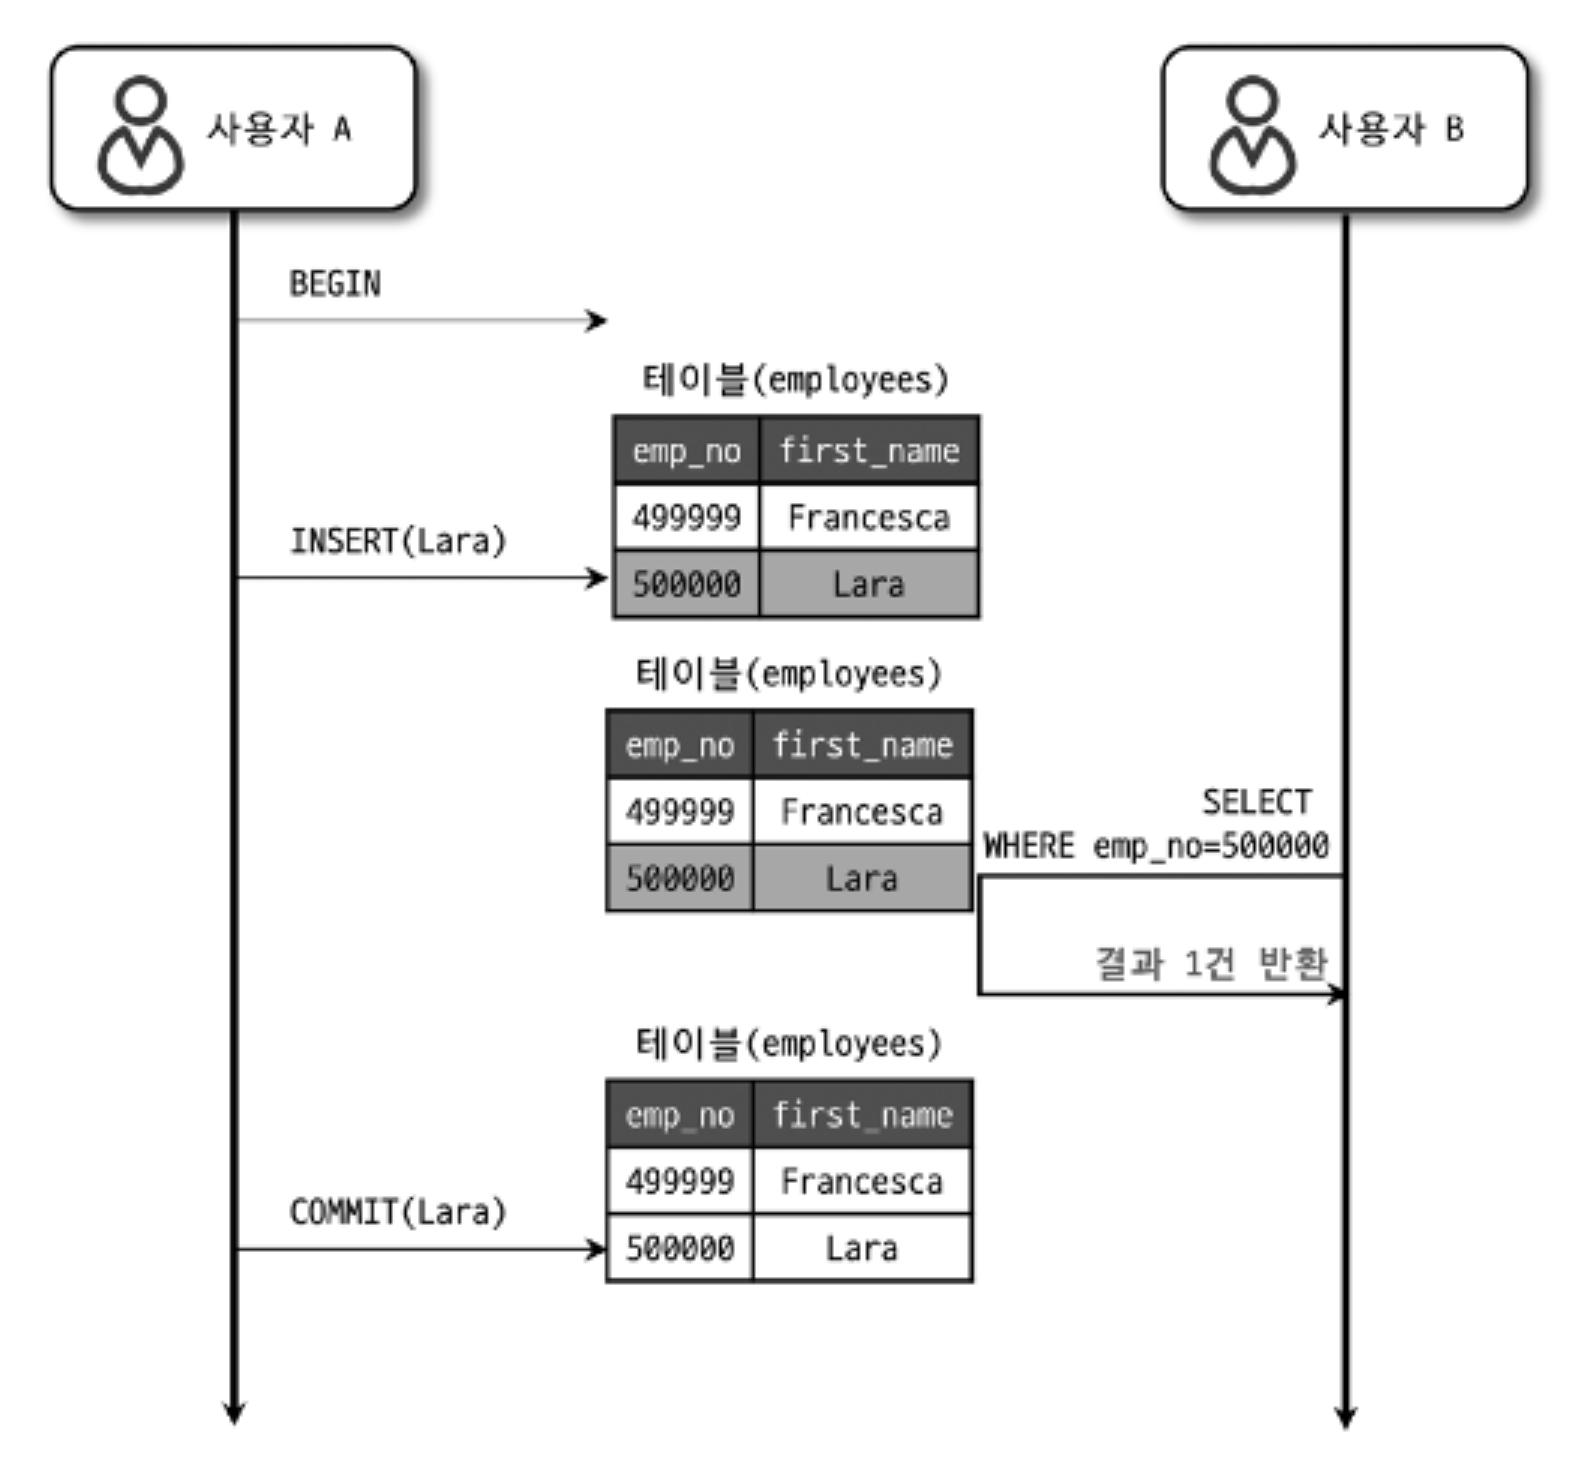 사용자 A
사용자 B
BEGIN
테이블(employees)
emp_no first_name
499999 Francesca
INSERT(Lara)
500000 Lara
테이블(employees)
emp_no first_name
499999 Francesca
500000 Lara
SELECT
WHERE emp_no=500000
결과 1건 반환
테이블(employees)
emp_no first_name
499999 Francesca
COMMIT(Lara)
500000 Lara